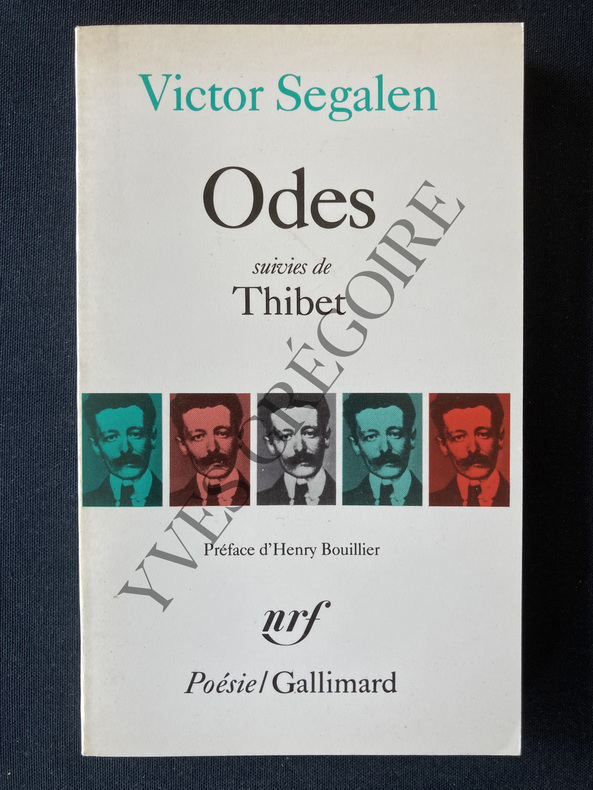 Victor Segalen
Odes
suivies de
Thibet
YVES GRÉGOIRE
Préface d'Henry Bouillier
nrf
Poésie / Gallimard